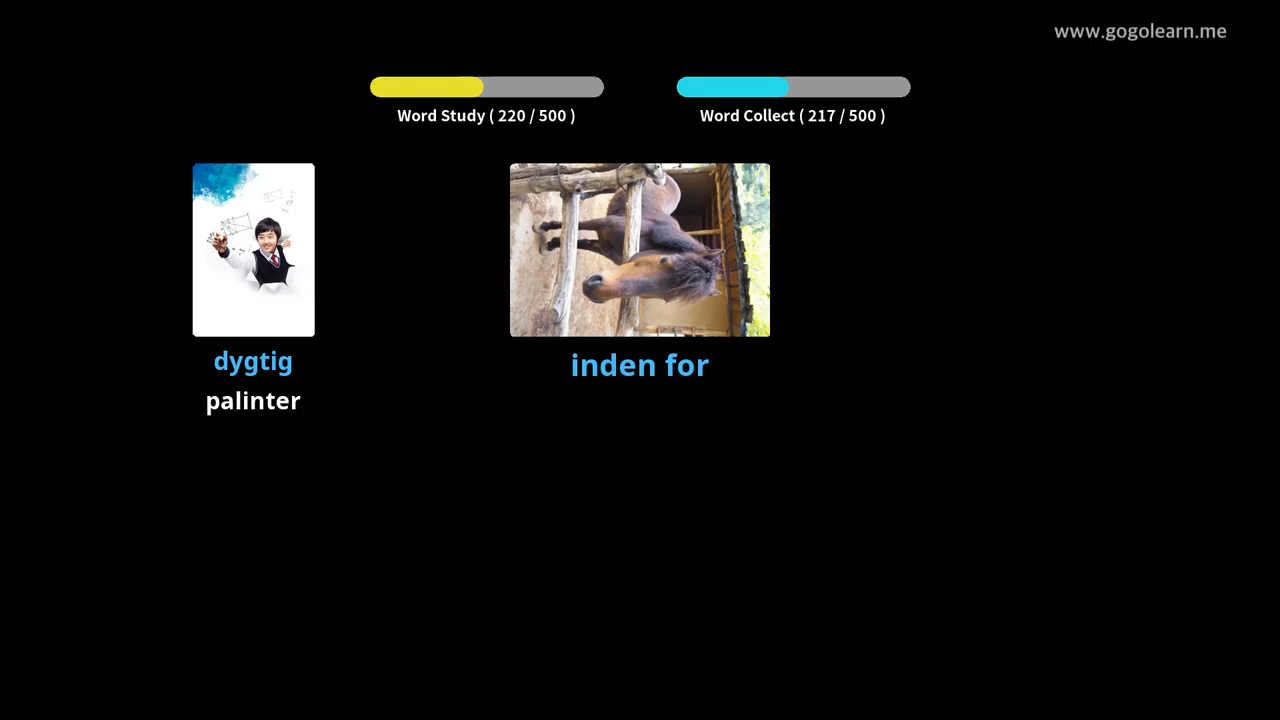 www.gogolearn.me
Word Study ( 220 / 500 )
Word Collect ( 217 / 500 )
dygtig
palinter
inden for